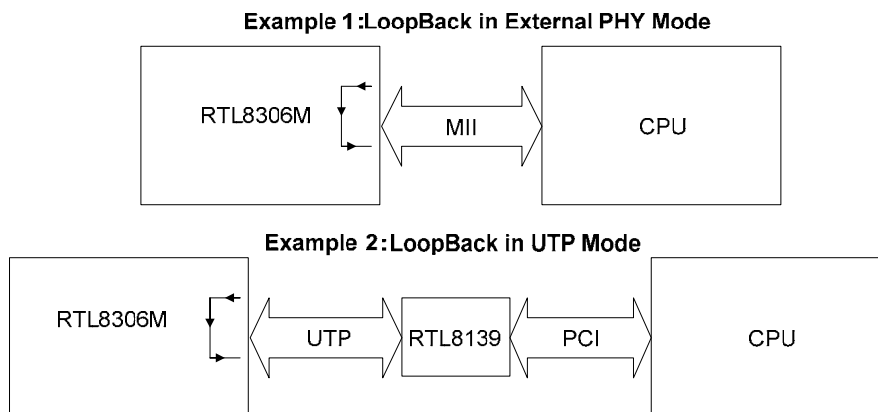 Example 1:LoopBack in External PHY Mode
RTL8306M
MII
CPU
Example 2:LoopBack in UTP Mode
RTL8306M
UTP
RTL8139
PCI
CPU